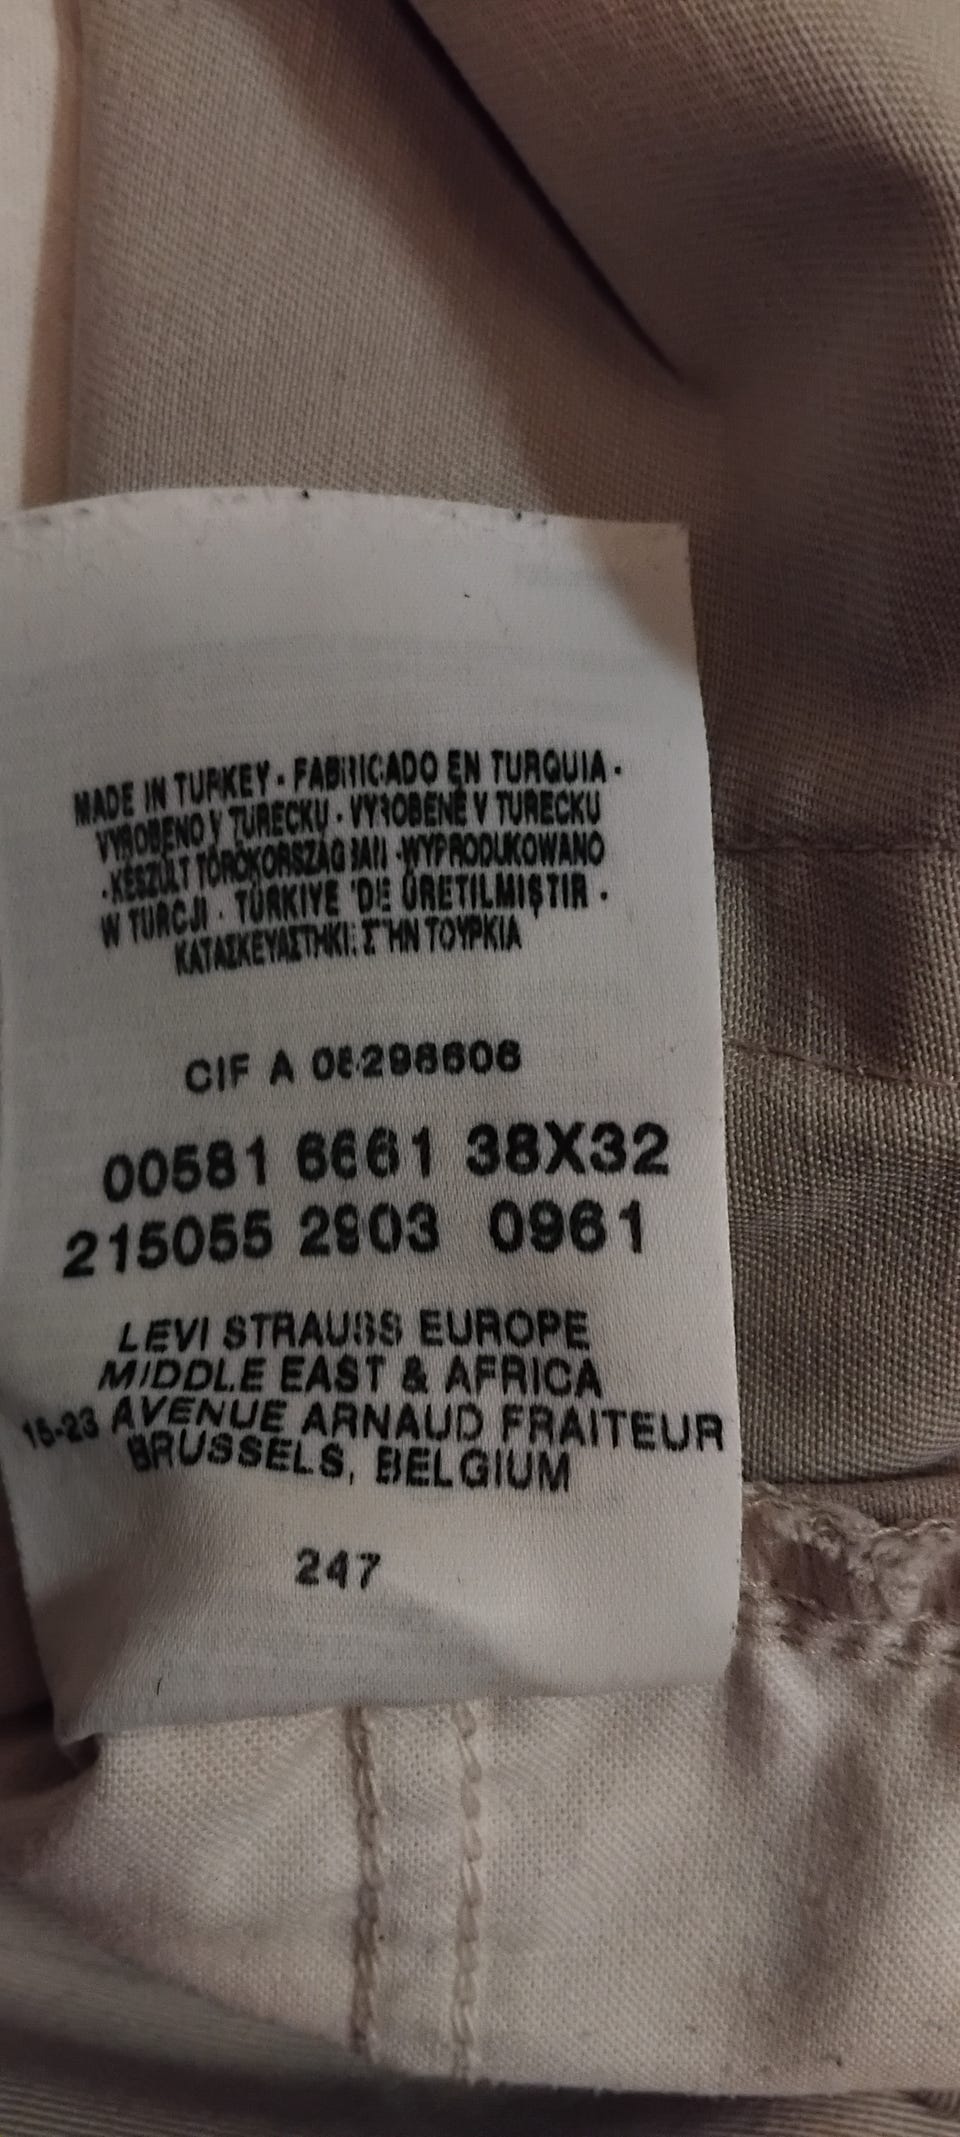 MADE IN TURKEY · FABRICADO EN TURQUIA ·
VYROBENO V TURECKU · VYROBENÉ V TURECKU
· KÉSZÜLT TÖRÖKORSZÁGBAN · WYPRODUKOWANO
W TURCJI · TÜRKIYE 'DE ÜRETILMIŞTIR ·
ΚΑΤΑΣΚΕΥΑΣΤΗΚΕ ΣΤΗΝ ΤΟΥΡΚΙΑ
CIF A 08298608
00581 6661 38X32
215055 2903 0961
LEVI STRAUSS EUROPE
MIDDLE EAST & AFRICA
15-23 AVENUE ARNAUD FRAITEUR
BRUSSELS, BELGIUM
247